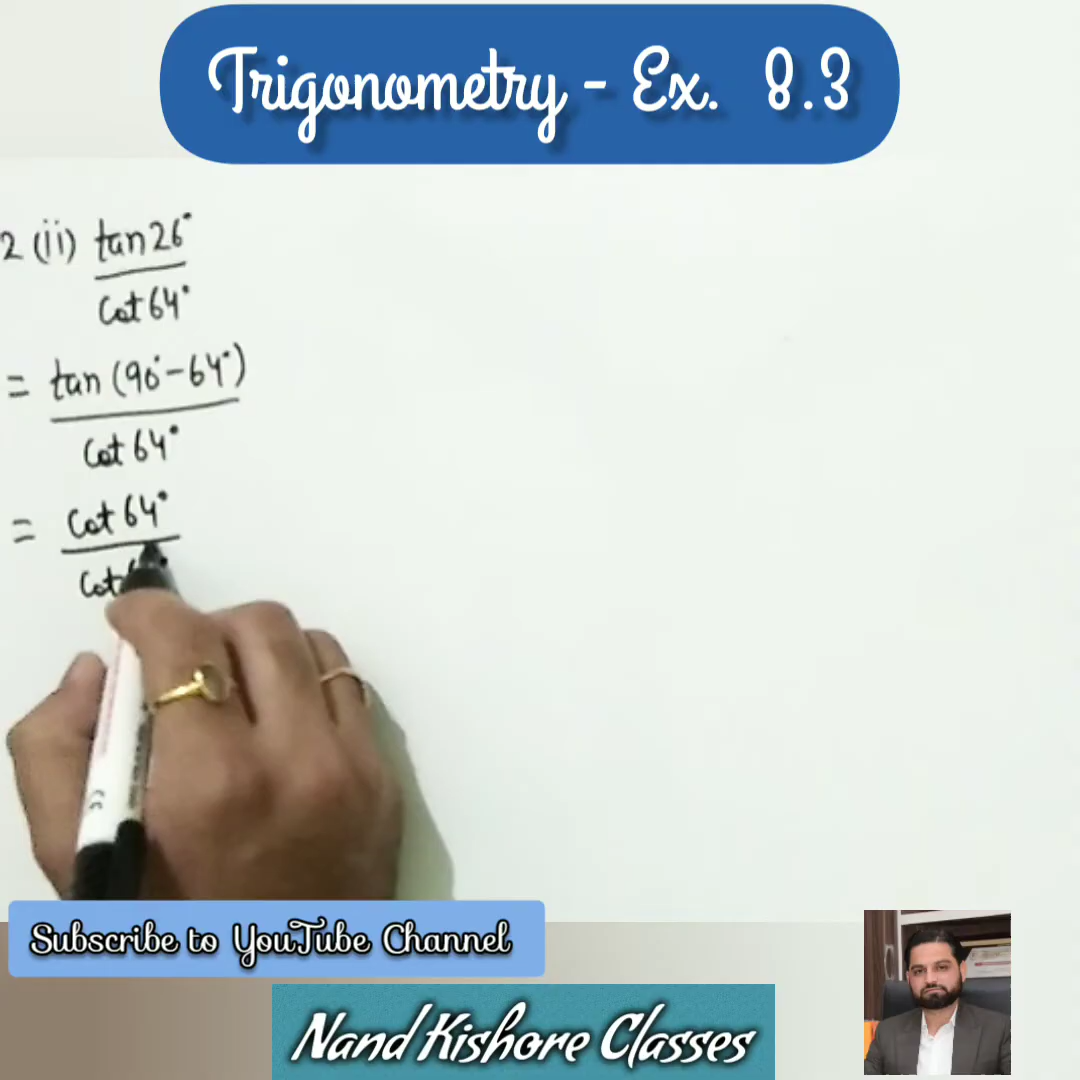 Trigonometry - Ex. 8.3
2 (ii) tan 26°
cot 64°
= tan (90° - 64°)
cot 64°
= cot 64°
cot
Subscribe to YouTube Channel
Nand Kishore Classes